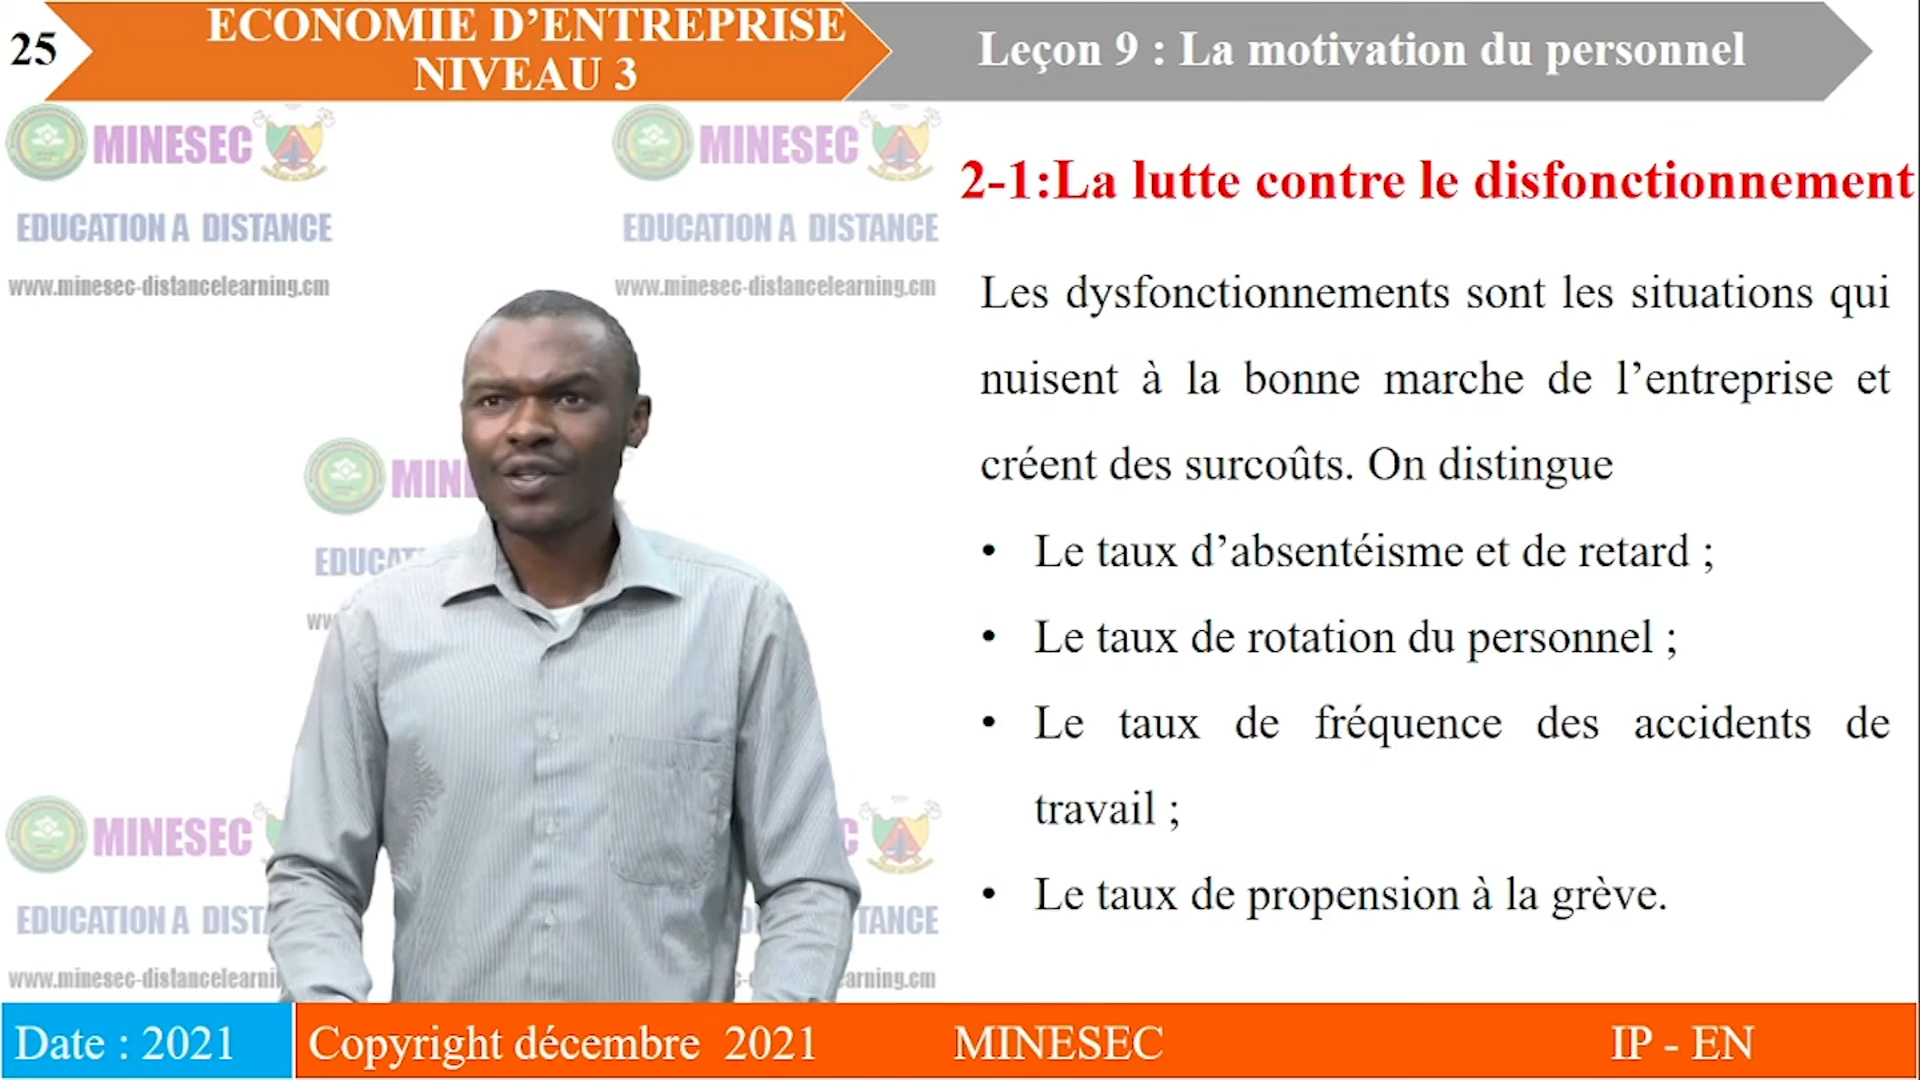 25
ECONOMIE D’ENTREPRISE
NIVEAU 3
Leçon 9 : La motivation du personnel
MINESEC
EDUCATION A DISTANCE
www.minesec-distancelearning.cm
MINESEC
EDUCATION A DISTANCE
www.minesec-distancelearning.cm
2-1:La lutte contre le disfonctionnement
Les dysfonctionnements sont les situations qui
nuisent à la bonne marche de l’entreprise et
créent des surcoûts. On distingue
• Le taux d’absentéisme et de retard ;
• Le taux de rotation du personnel ;
• Le taux de fréquence des accidents de
travail ;
• Le taux de propension à la grève.
MINESEC
Date : 2021
Copyright décembre 2021
MINESEC
IP - EN